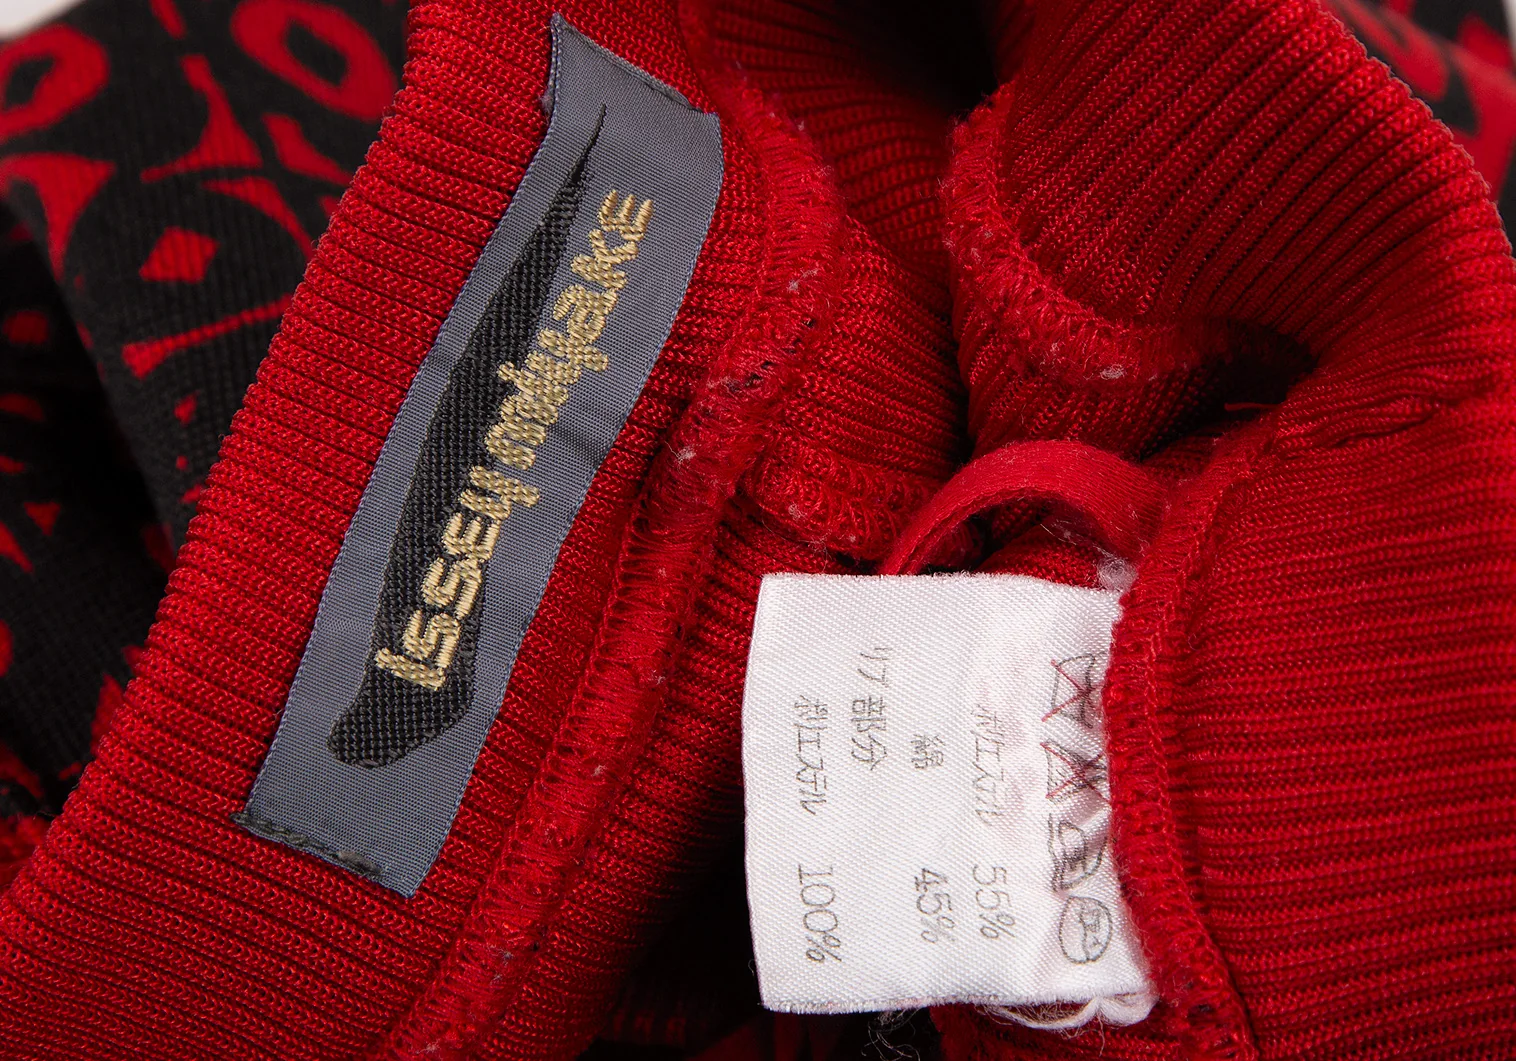 ISSEY MIYAKE
ポリエステル 55%
綿 45%
リブ部分
ポリエステル 100%